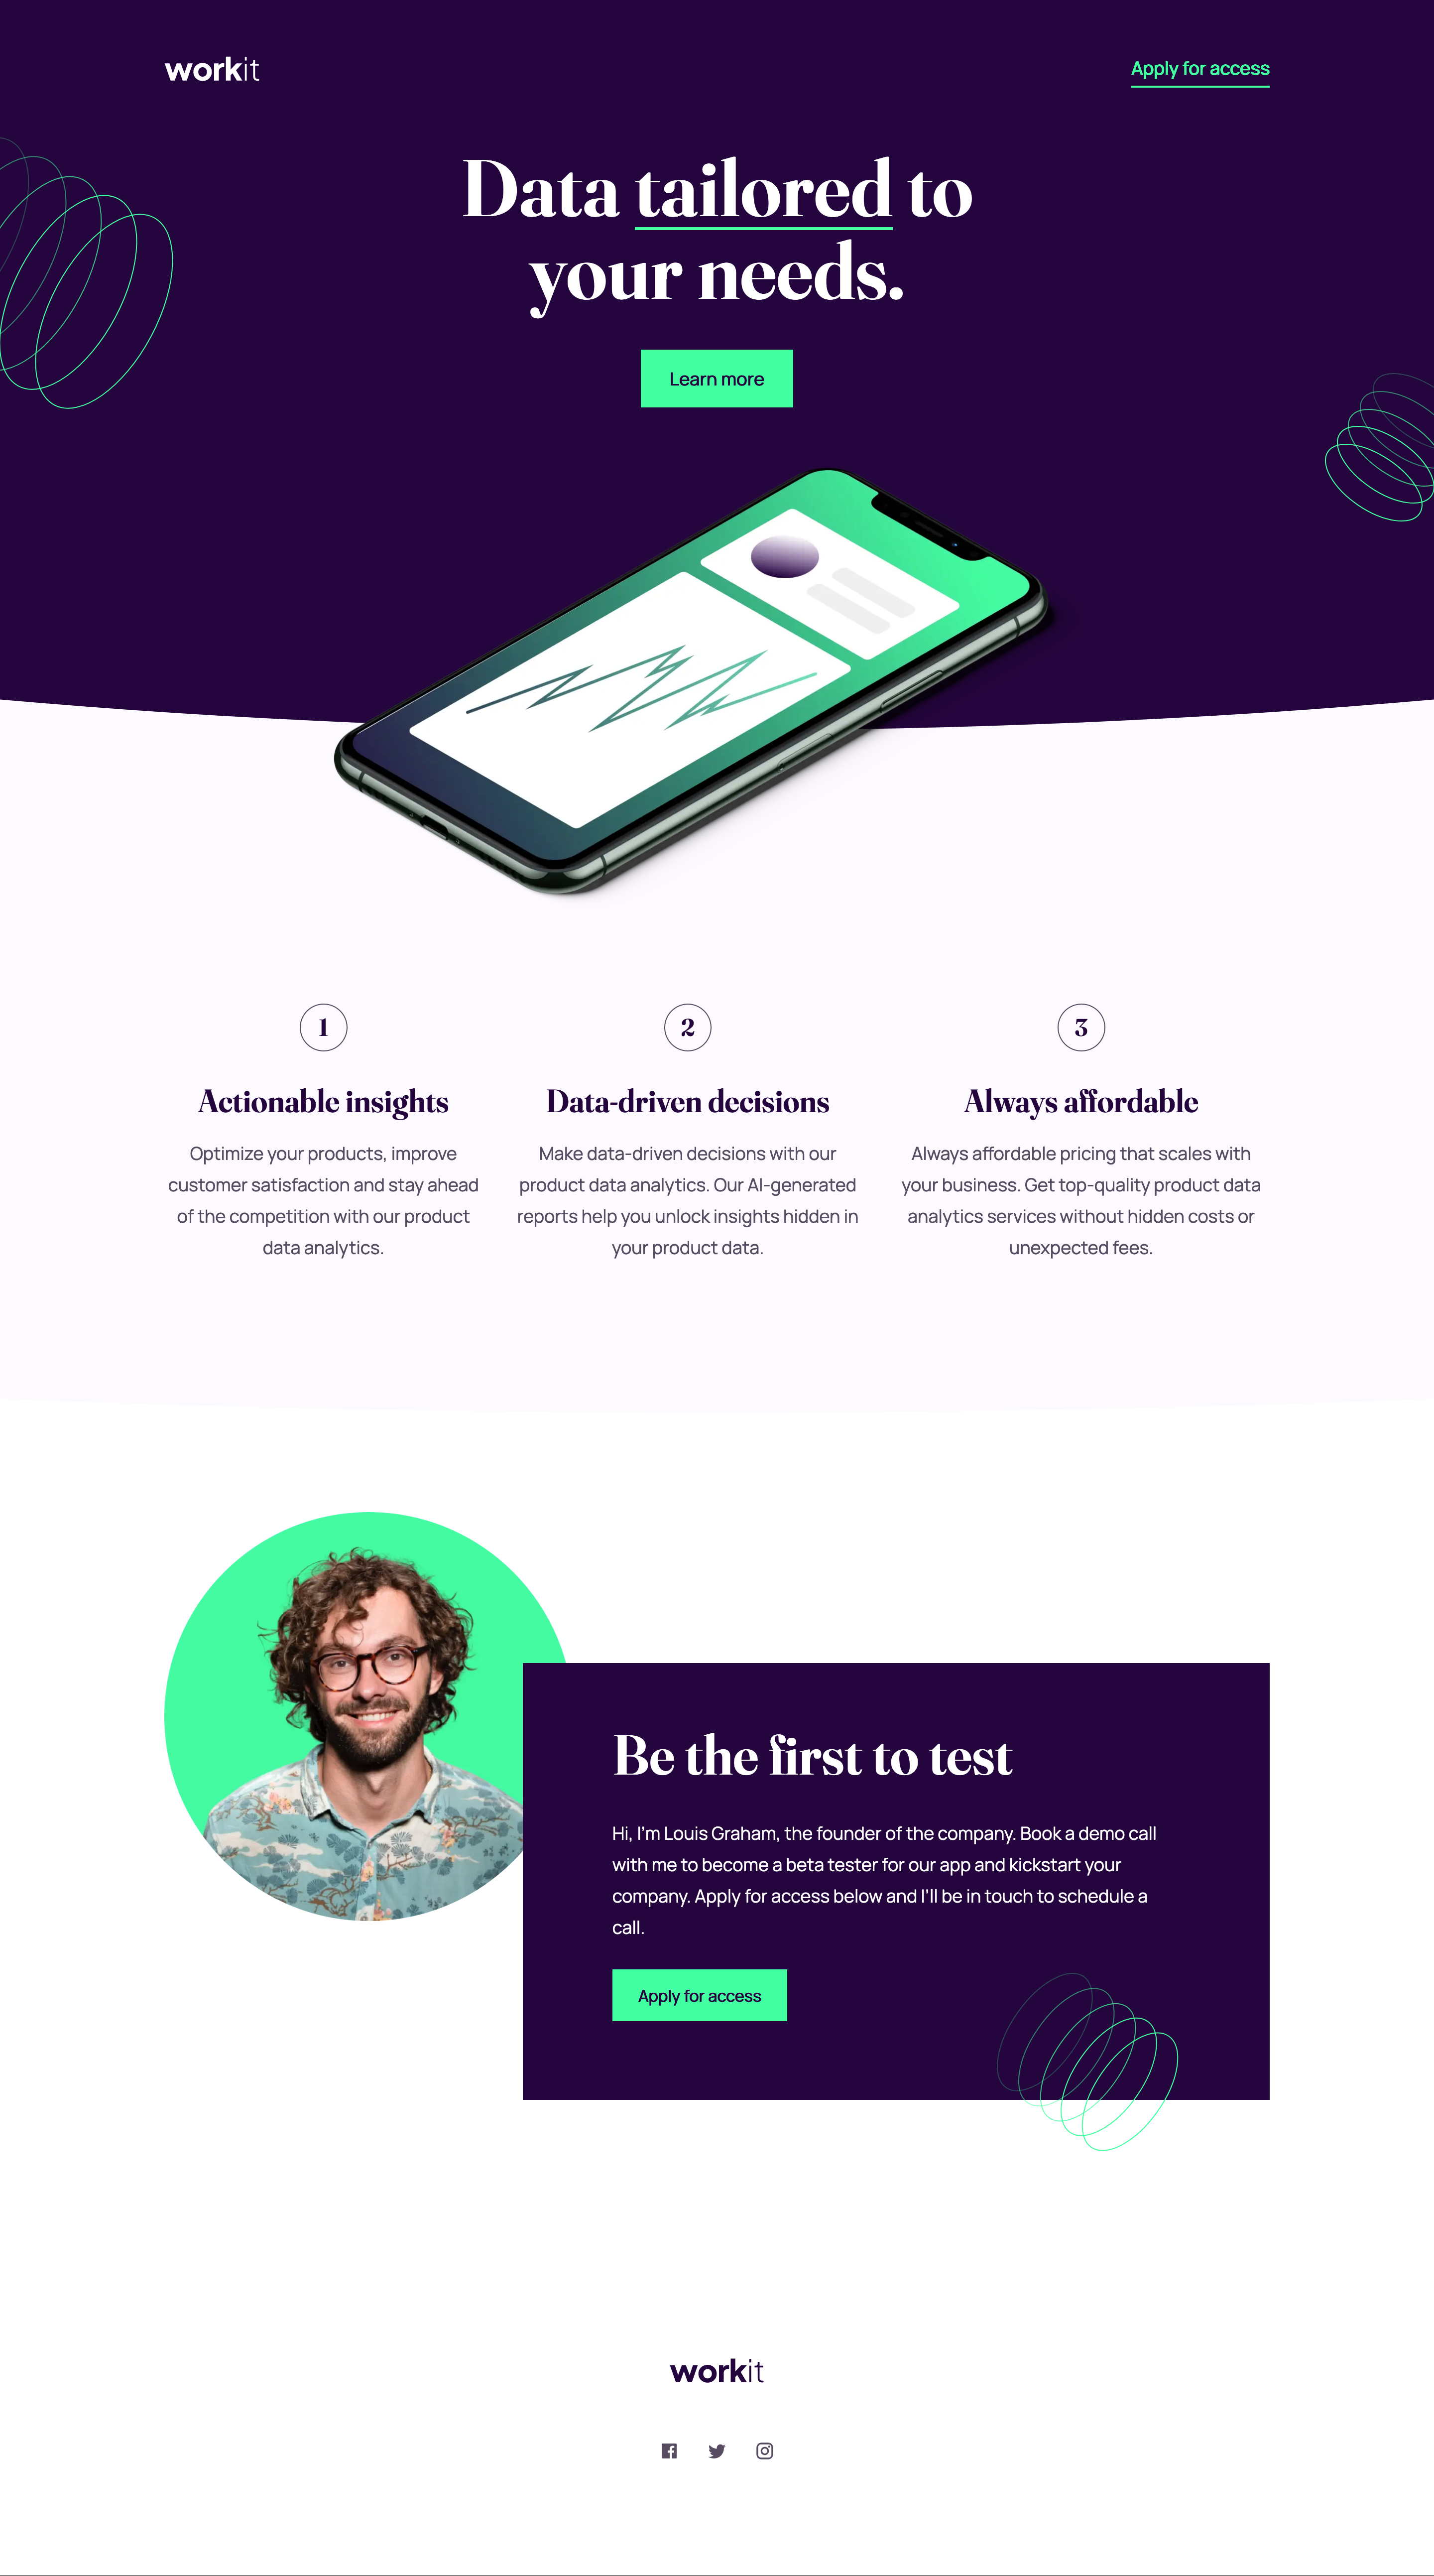 workit
Apply for access
Data tailored to
your needs.
Learn more
1
Actionable insights
Optimize your products, improve
customer satisfaction and stay ahead
of the competition with our product
data analytics.
2
Data-driven decisions
Make data-driven decisions with our
product data analytics. Our AI-generated
reports help you unlock insights hidden in
your product data.
3
Always affordable
Always affordable pricing that scales with
your business. Get top-quality product data
analytics services without hidden costs or
unexpected fees.
Be the first to test
Hi, I'm Louis Graham, the founder of the company. Book a demo call
with me to become a beta tester for our app and kickstart your
company. Apply for access below and I'll be in touch to schedule a
call.
Apply for access
workit